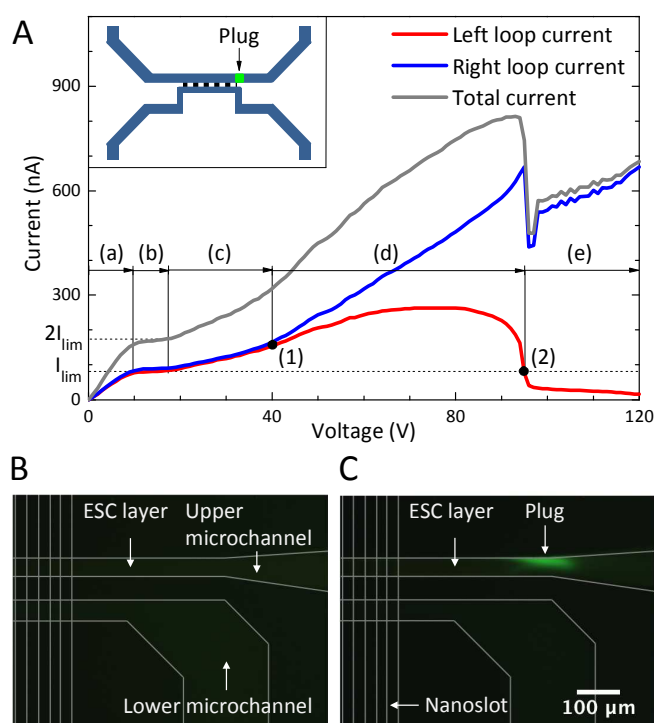 A
Plug
Left loop current
Right loop current
Total current
Current (nA)
900
600
300
0
2I_lim
I_lim
(a) (b) (c) (d) (e)
(1) (2)
0 40 80 120
Voltage (V)
B
ESC layer
Upper
microchannel
Lower microchannel
C
ESC layer
Plug
Nanoslot
100 µm